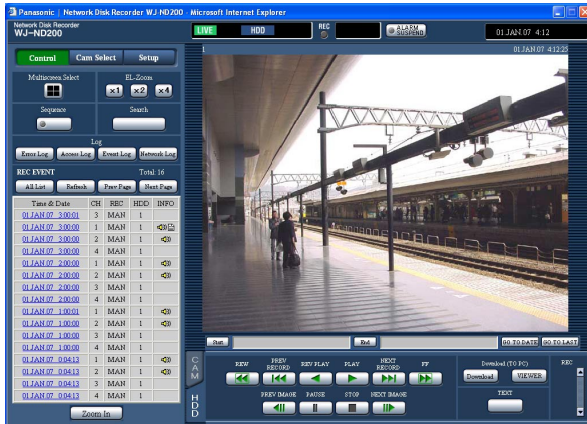 Panasonic | Network Disk Recorder WJ-ND200 - Microsoft Internet Explorer
Network Disk Recorder
WJ-ND200
LIVE HDD REC ALARM SUSPEND 01.JAN.07 4:12
Control Cam Select Setup
1 01.JAN.07 4:12:25
Multiscreen Select EL-Zoom
x1 x2 x4
Sequence Search
Log
Error Log Access Log Event Log Network Log
REC EVENT Total: 16
All List Refresh Prev Page Next Page
Time & Date CH REC HDD INFO
01.JAN.07 3:00:01 3 MAN 1
01.JAN.07 3:00:00 1 MAN 1
01.JAN.07 3:00:00 2 MAN 1
01.JAN.07 3:00:00 4 MAN 1
01.JAN.07 2:00:00 1 MAN 1
01.JAN.07 2:00:00 2 MAN 1
01.JAN.07 2:00:00 3 MAN 1
01.JAN.07 2:00:00 4 MAN 1
01.JAN.07 1:00:01 1 MAN 1
01.JAN.07 1:00:00 2 MAN 1
01.JAN.07 1:00:00 3 MAN 1
01.JAN.07 1:00:00 4 MAN 1
01.JAN.07 0:04:13 1 MAN 1
01.JAN.07 0:04:13 2 MAN 1
01.JAN.07 0:04:13 3 MAN 1
01.JAN.07 0:04:13 4 MAN 1
Zoom In
Start End GO TO DATE GO TO LAST
CAM
HDD
REW PREV RECORD REV PLAY PLAY NEXT RECORD FF
Download (TO PC) REC
Download VIEWER
PREV IMAGE PAUSE STOP NEXT IMAGE
TEXT